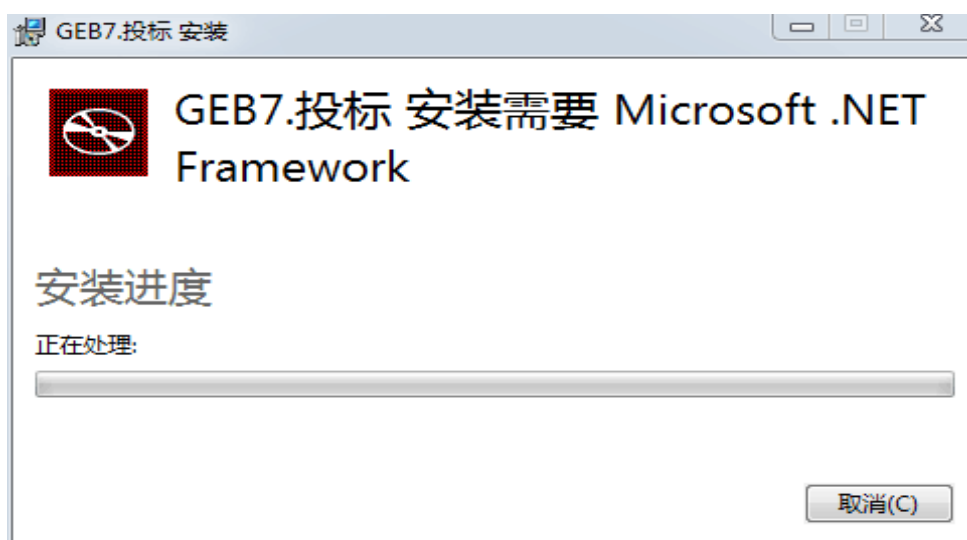 GEB7.投标 安装
GEB7.投标 安装需要 Microsoft .NET
Framework
安装进度
正在处理:
取消(C)